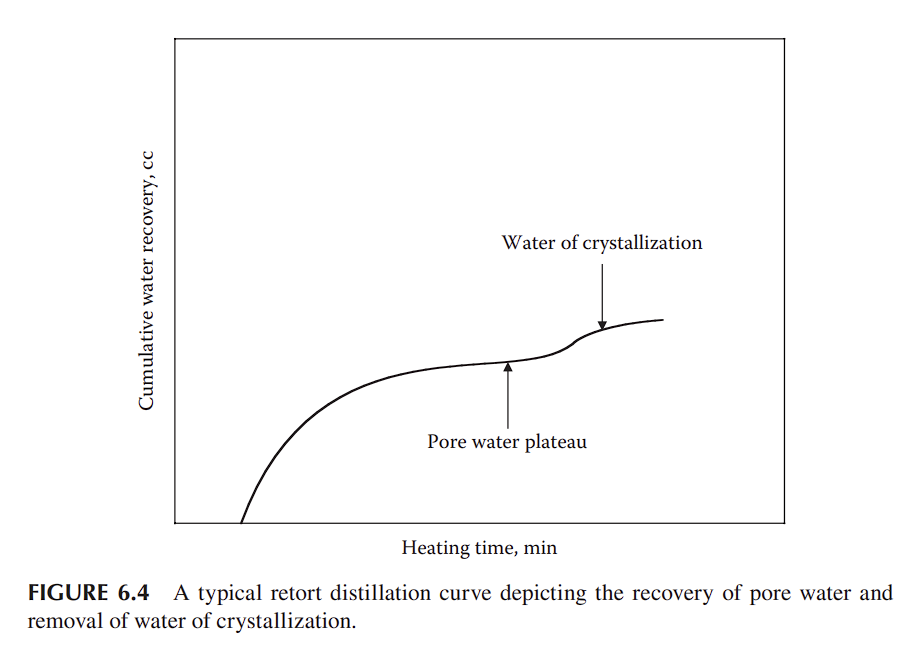 Cumulative water recovery, cc
Water of crystallization
Pore water plateau
Heating time, min
FIGURE 6.4 A typical retort distillation curve depicting the recovery of pore water and
removal of water of crystallization.